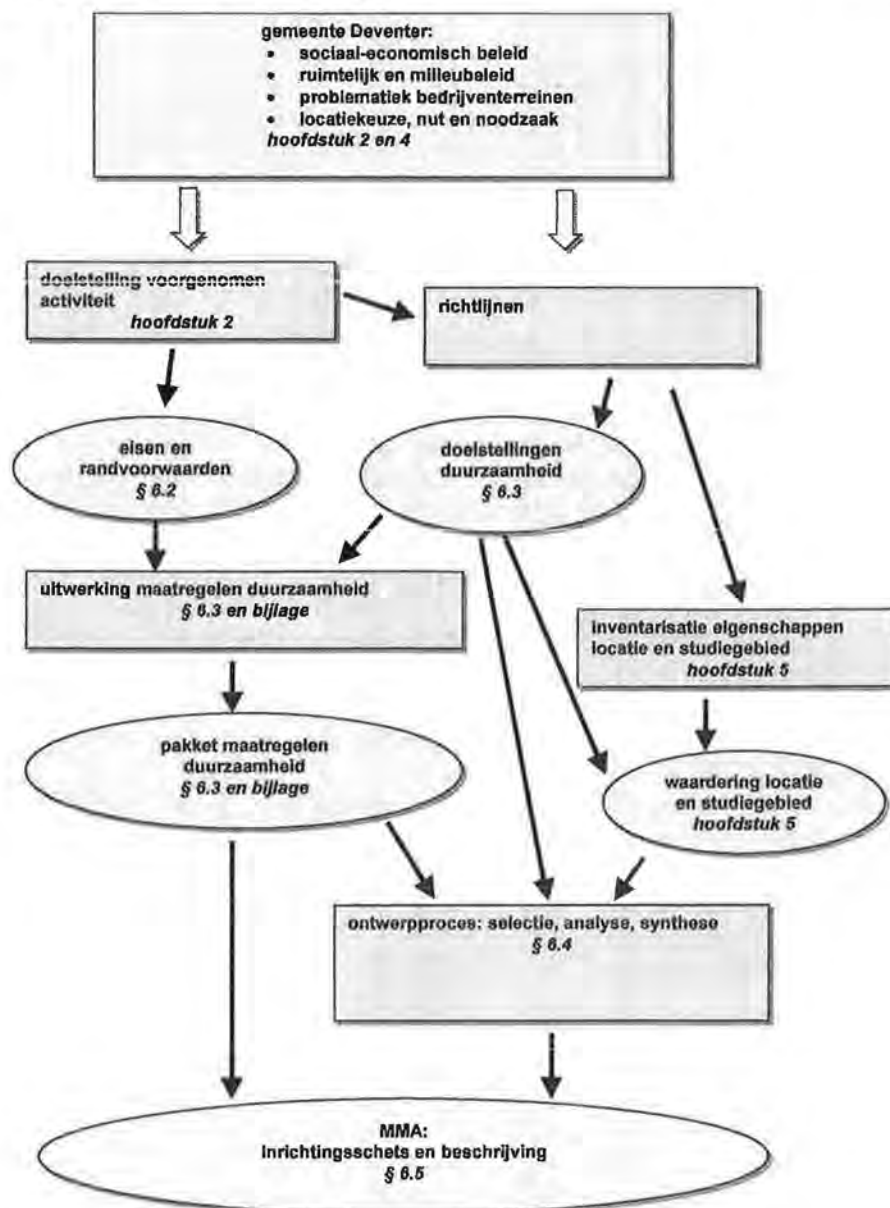 gemeente Deventer:
• sociaal-economisch beleid
• ruimtelijk en milieubeleid
• problematiek bedrijventerreinen
• locatiekeuze, nut en noodzaak
hoofdstuk 2 en 4
doelstelling voorgenomen
activiteit
hoofdstuk 2
richtlijnen
eisen en
randvoorwaarden
§ 6.2
doelstellingen
duurzaamheid
§ 6.3
uitwerking maatregelen duurzaamheid
§ 6.3 en bijlage
inventarisatie eigenschappen
locatie en studiegebied
hoofdstuk 5
pakket maatregelen
duurzaamheid
§ 6.3 en bijlage
waardering locatie
en studiegebied
hoofdstuk 5
ontwerpproces: selectie, analyse, synthese
§ 6.4
MMA:
inrichtingsschets en beschrijving
§ 6.5